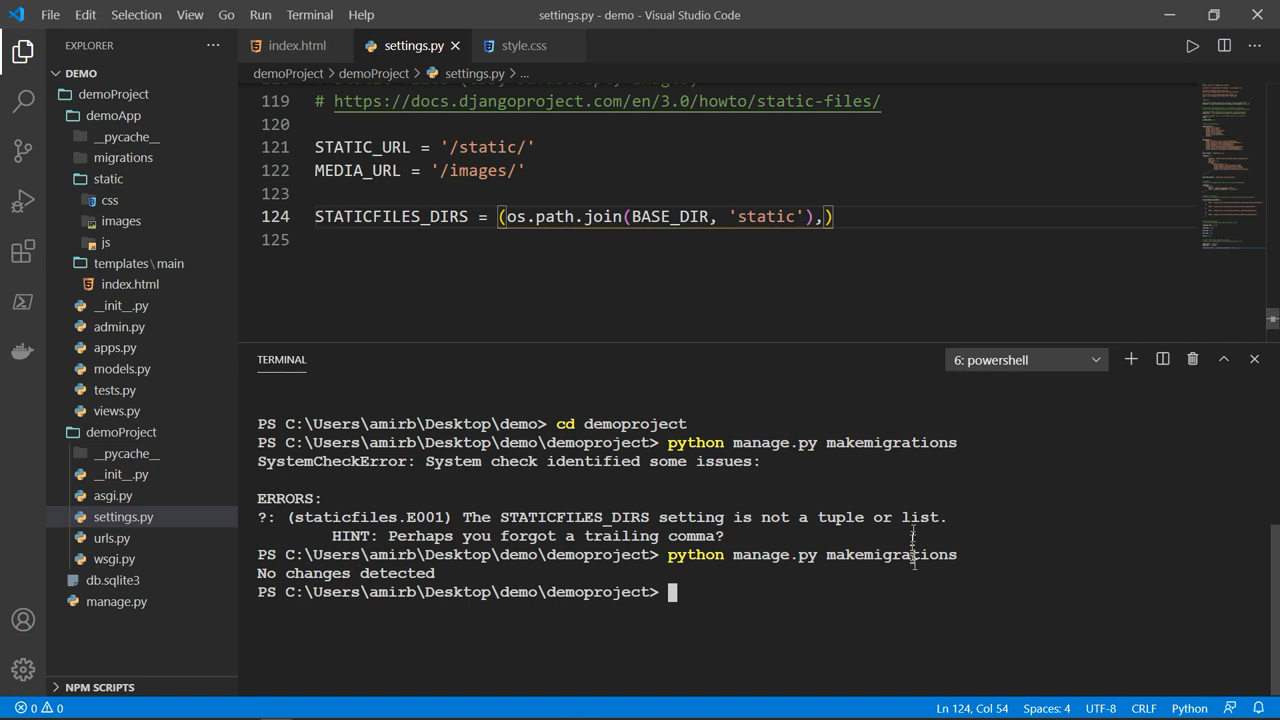 File Edit Selection View Go Run Terminal Help settings.py - demo - Visual Studio Code
EXPLORER
DEMO
demoProject
demoApp
__pycache__
migrations
static
css
images
js
templates\main
index.html
__init__.py
admin.py
apps.py
models.py
tests.py
views.py
demoProject
__pycache__
__init__.py
asgi.py
settings.py
urls.py
wsgi.py
db.sqlite3
manage.py
NPM SCRIPTS
index.html settings.py style.css
demoProject > demoProject > settings.py > ...
119 # https://docs.djangoproject.com/en/3.0/howto/static-files/
120
121 STATIC_URL = '/static/'
122 MEDIA_URL = '/images/'
123
124 STATICFILES_DIRS = (os.path.join(BASE_DIR, 'static'),)
125
TERMINAL 6: powershell
PS C:\Users\amirb\Desktop\demo> cd demoproject
PS C:\Users\amirb\Desktop\demo\demoproject> python manage.py makemigrations
SystemCheckError: System check identified some issues:
ERRORS:
?: (staticfiles.E001) The STATICFILES_DIRS setting is not a tuple or list.
HINT: Perhaps you forgot a trailing comma?
PS C:\Users\amirb\Desktop\demo\demoproject> python manage.py makemigrations
No changes detected
PS C:\Users\amirb\Desktop\demo\demoproject>
0 0 Ln 124, Col 54 Spaces: 4 UTF-8 CRLF Python